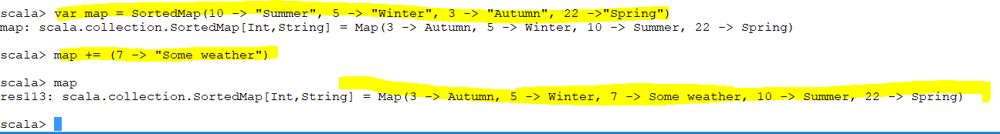 scala> var map = SortedMap(10 -> "Summer", 5 -> "Winter", 3 -> "Autumn", 22 ->"Spring")
map: scala.collection.SortedMap[Int,String] = Map(3 -> Autumn, 5 -> Winter, 10 -> Summer, 22 -> Spring)
scala> map += (7 -> "Some weather")
scala> map
res113: scala.collection.SortedMap[Int,String] = Map(3 -> Autumn, 5 -> Winter, 7 -> Some weather, 10 -> Summer, 22 -> Spring)
scala>